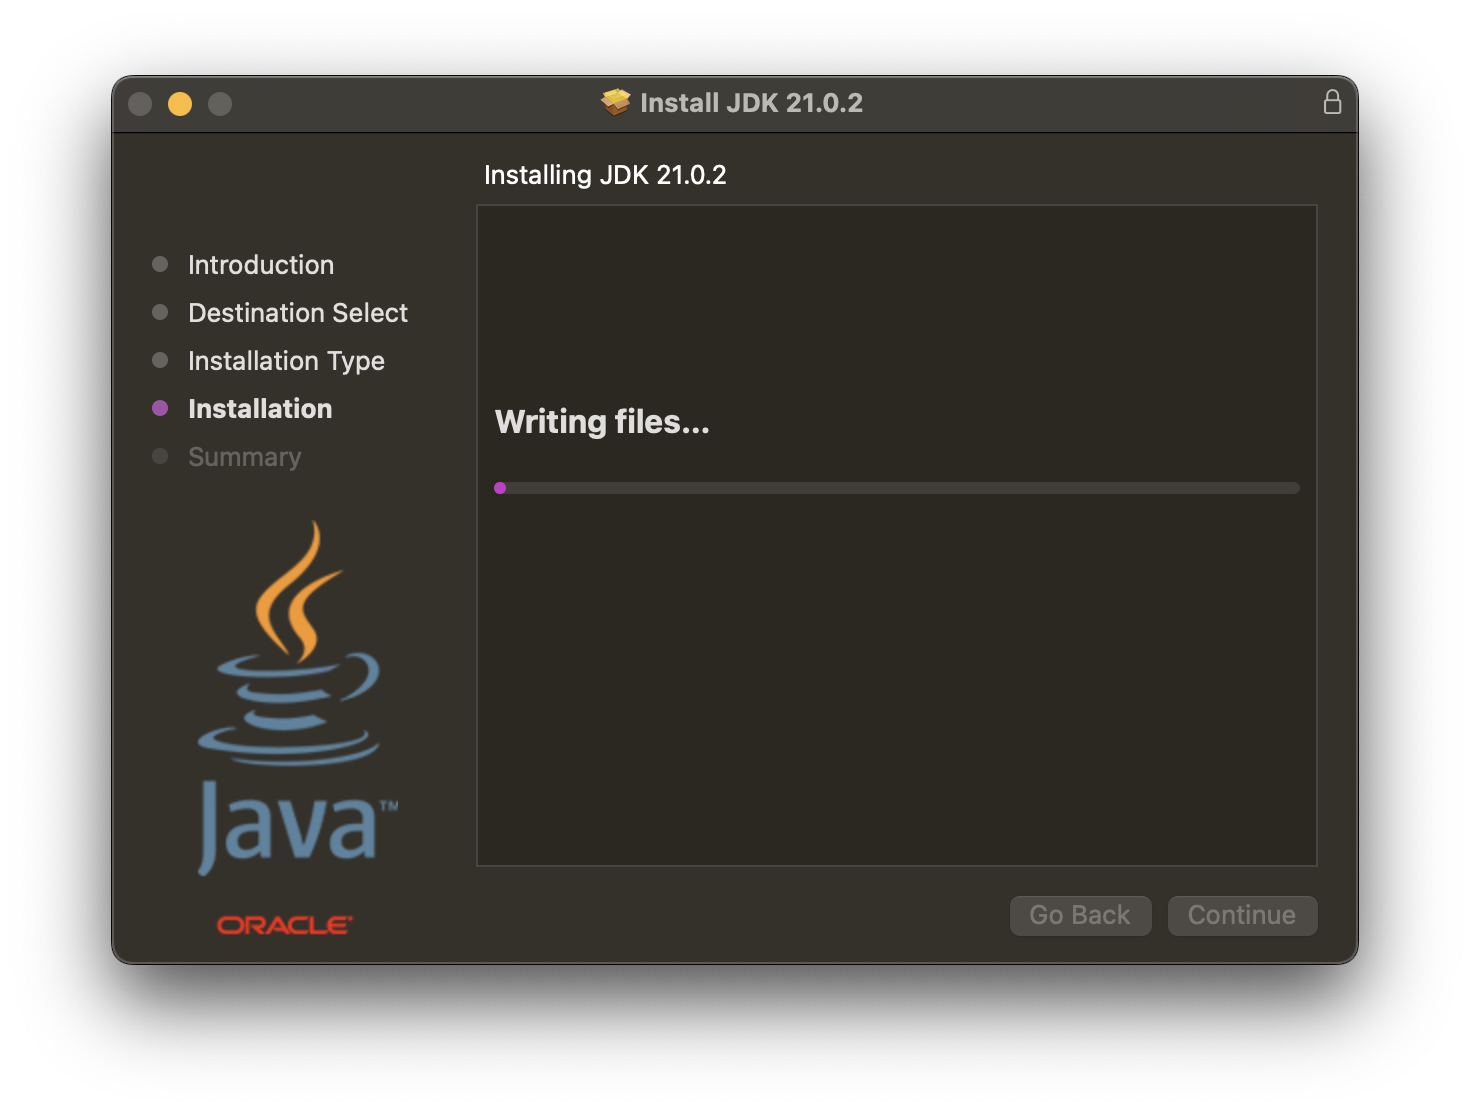 Install JDK 21.0.2
Installing JDK 21.0.2
Introduction
Destination Select
Installation Type
Installation
Summary
Writing files...
Java™
ORACLE®
Go Back
Continue